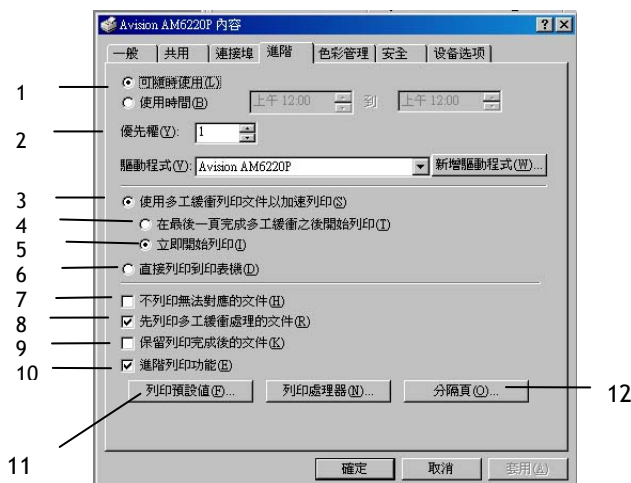 Avision AM6220P 內容
一般 共用 連接埠 進階 色彩管理 安全 设备选项
1 可隨時使用(L)
使用時間(B) 上午 12:00 到 上午 12:00
2 優先權(Y): 1
驅動程式(V): Avision AM6220P 新增驅動程式(W)...
3 使用多工緩衝列印文件以加速列印(S)
4 在最後一頁完成多工緩衝之後開始列印(T)
5 立即開始列印(I)
6 直接列印到印表機(D)
7 不列印無法對應的文件(H)
8 先列印多工緩衝處理的文件(R)
9 保留列印完成後的文件(K)
10 進階列印功能(E)
列印預設值(F)... 列印處理器(N)... 分隔頁(O)... 12
11
確定 取消 套用(A)